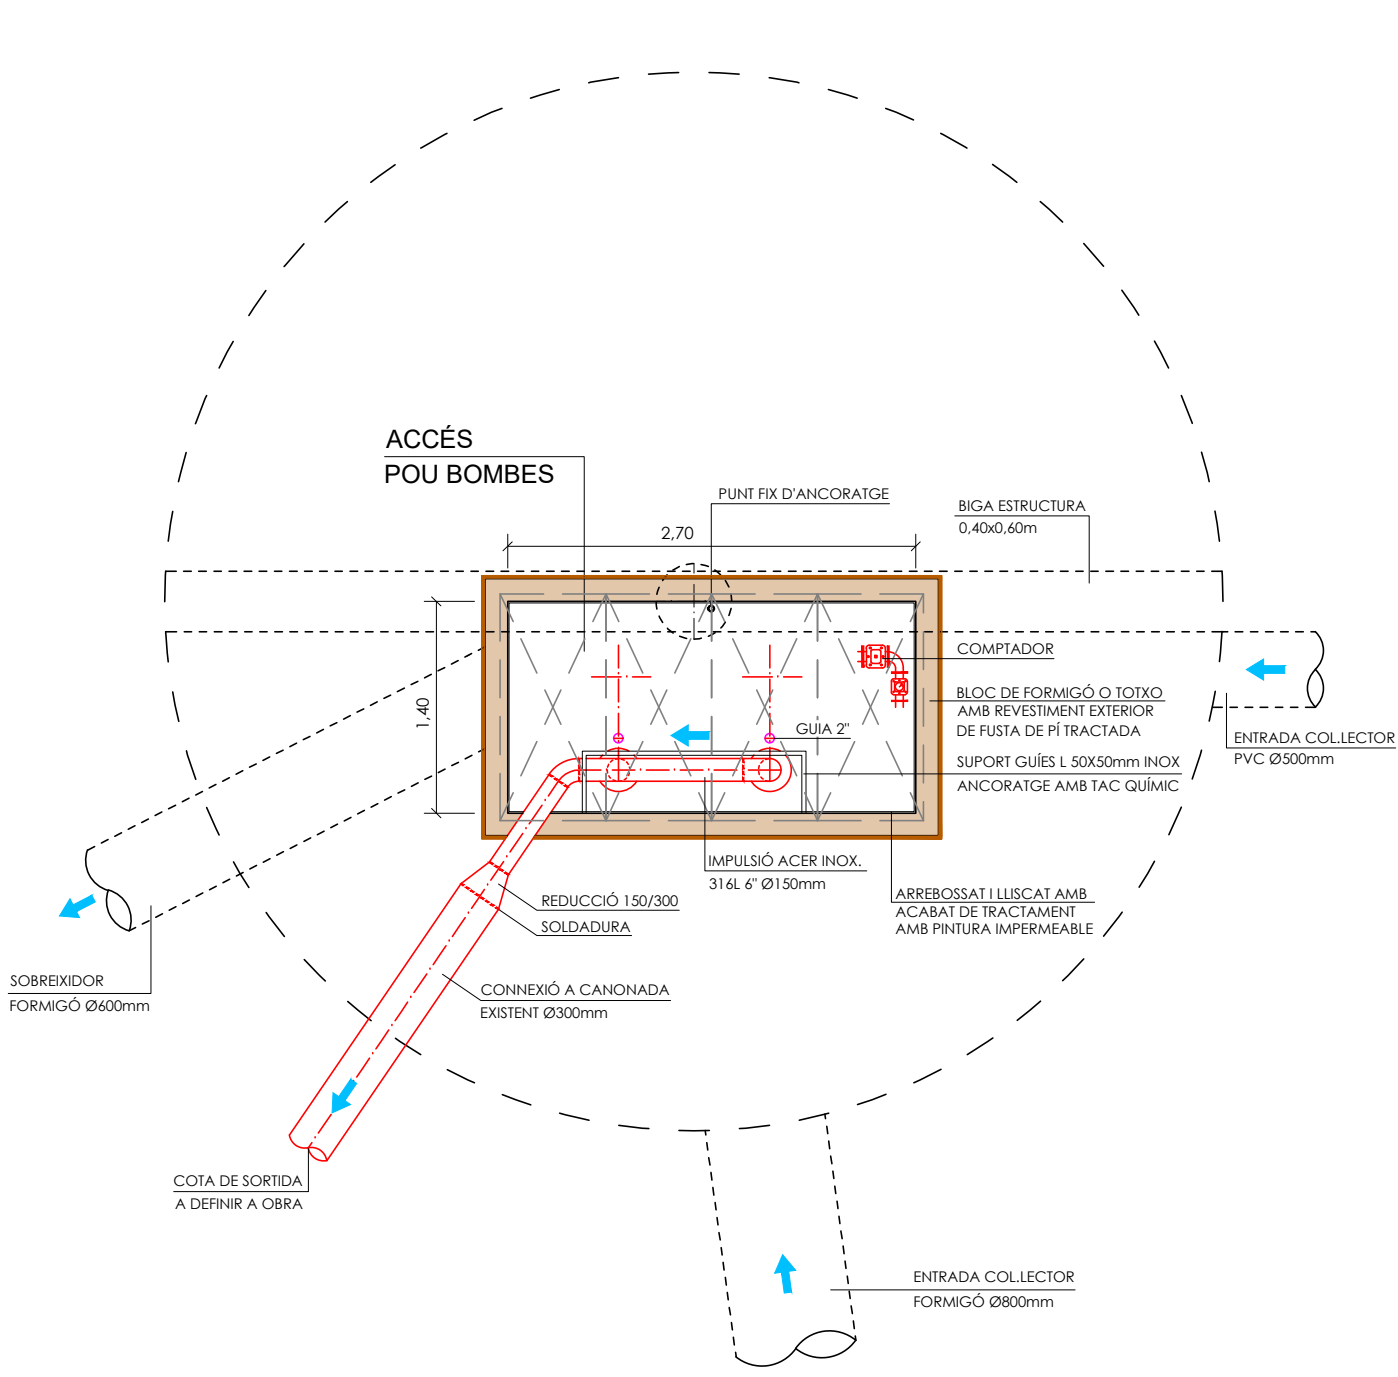 ACCÉS
POU BOMBES
PUNT FIX D'ANCORATGE
BIGA ESTRUCTURA
0,40x0,60m
2,70
1,40
COMPTADOR
BLOC DE FORMIGÓ O TOTXO
AMB REVESTIMENT EXTERIOR
DE FUSTA DE PÍ TRACTADA
GUIA 2"
ENTRADA COL.LECTOR
PVC Ø500mm
SUPORT GUÍES L 50X50mm INOX
ANCORATGE AMB TAC QUÍMIC
IMPULSIÓ ACER INOX.
316L 6" Ø150mm
REDUCCIÓ 150/300
SOLDADURA
ARREBOSSAT I LLISCAT AMB
ACABAT DE TRACTAMENT
AMB PINTURA IMPERMEABLE
SOBREIXIDOR
FORMIGÓ Ø600mm
CONNEXIÓ A CANONADA
EXISTENT Ø300mm
COTA DE SORTIDA
A DEFINIR A OBRA
ENTRADA COL.LECTOR
FORMIGÓ Ø800mm